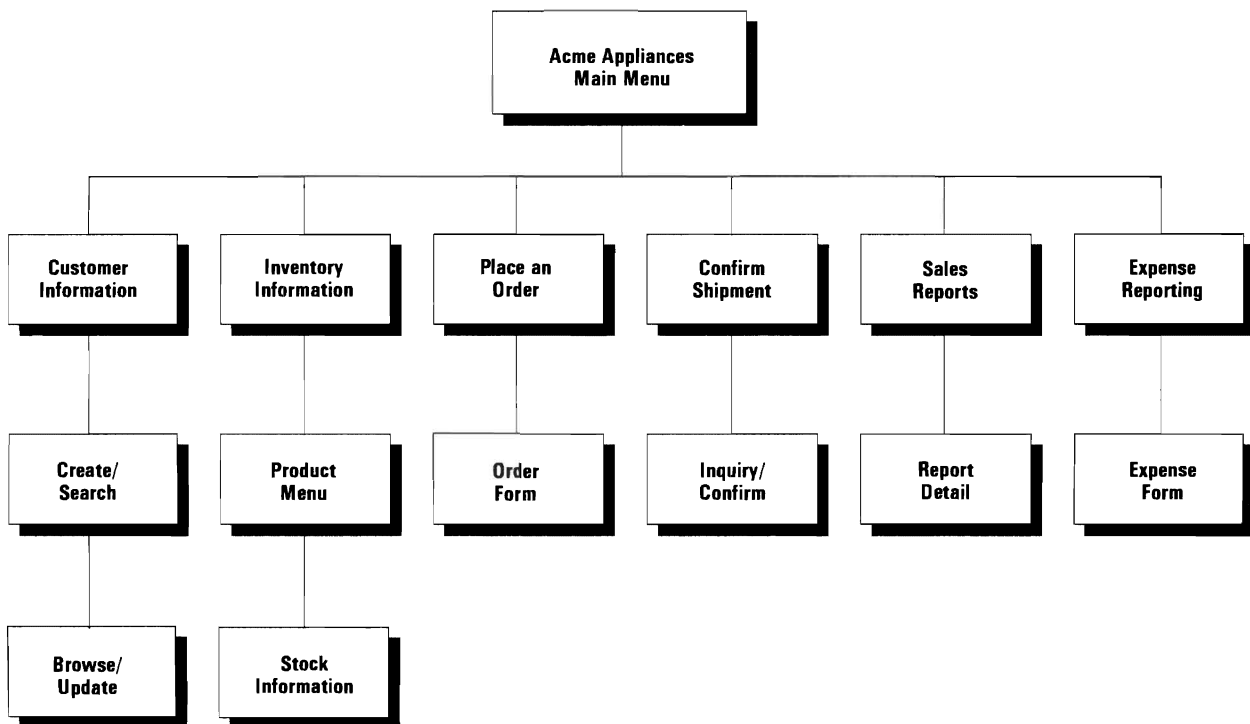 Acme Appliances
Main Menu
Customer
Information
Inventory
Information
Place an
Order
Confirm
Shipment
Sales
Reports
Expense
Reporting
Create/
Search
Product
Menu
Order
Form
Inquiry/
Confirm
Report
Detail
Expense
Form
Browse/
Update
Stock
Information